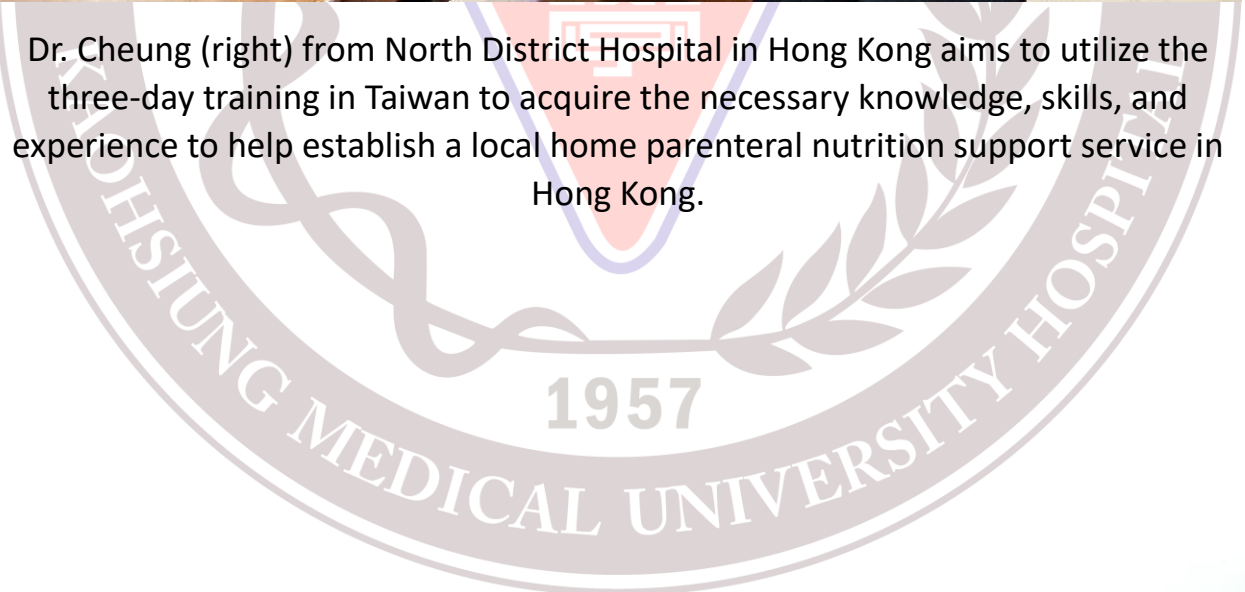 Dr. Cheung (right) from North District Hospital in Hong Kong aims to utilize the
three-day training in Taiwan to acquire the necessary knowledge, skills, and
experience to help establish a local home parenteral nutrition support service in
Hong Kong.
1957
KAOHSIUNG MEDICAL UNIVERSITY HOSPITAL